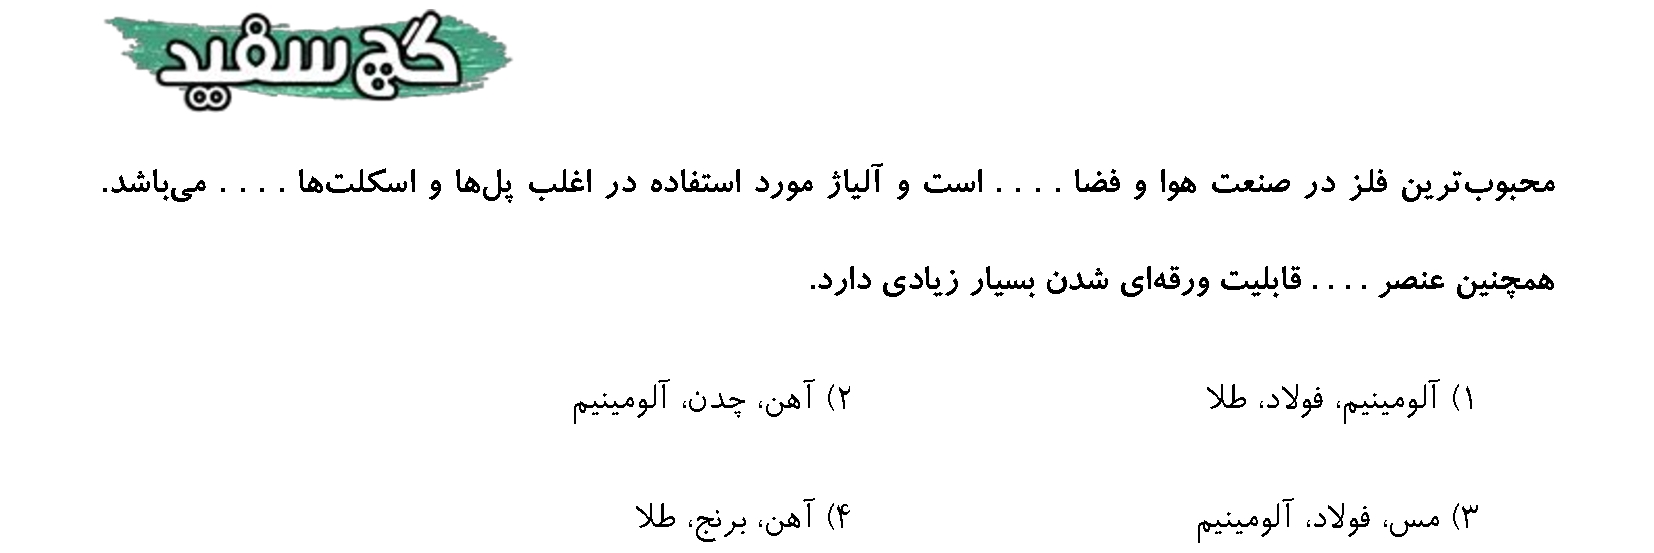 گچ سفید
محبوب‌ترین فلز در صنعت هوا و فضا . . . . است و آلیاژ مورد استفاده در اغلب پل‌ها و اسکلت‌ها . . . . می‌باشد.
همچنین عنصر . . . . قابلیت ورقه‌ای شدن بسیار زیادی دارد.
۱) آلومینیم، فولاد، طلا
۲) آهن، چدن، آلومینیم
۳) مس، فولاد، آلومینیم
۴) آهن، برنج، طلا